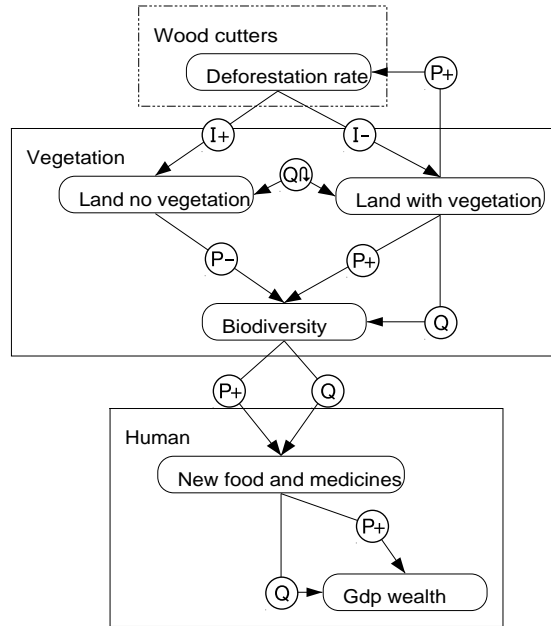 Wood cutters
Deforestation rate
P+
I+
I-
Vegetation
Q
Land no vegetation
Land with vegetation
P-
P+
Biodiversity
Q
P+
Q
Human
New food and medicines
P+
Q
Gdp wealth